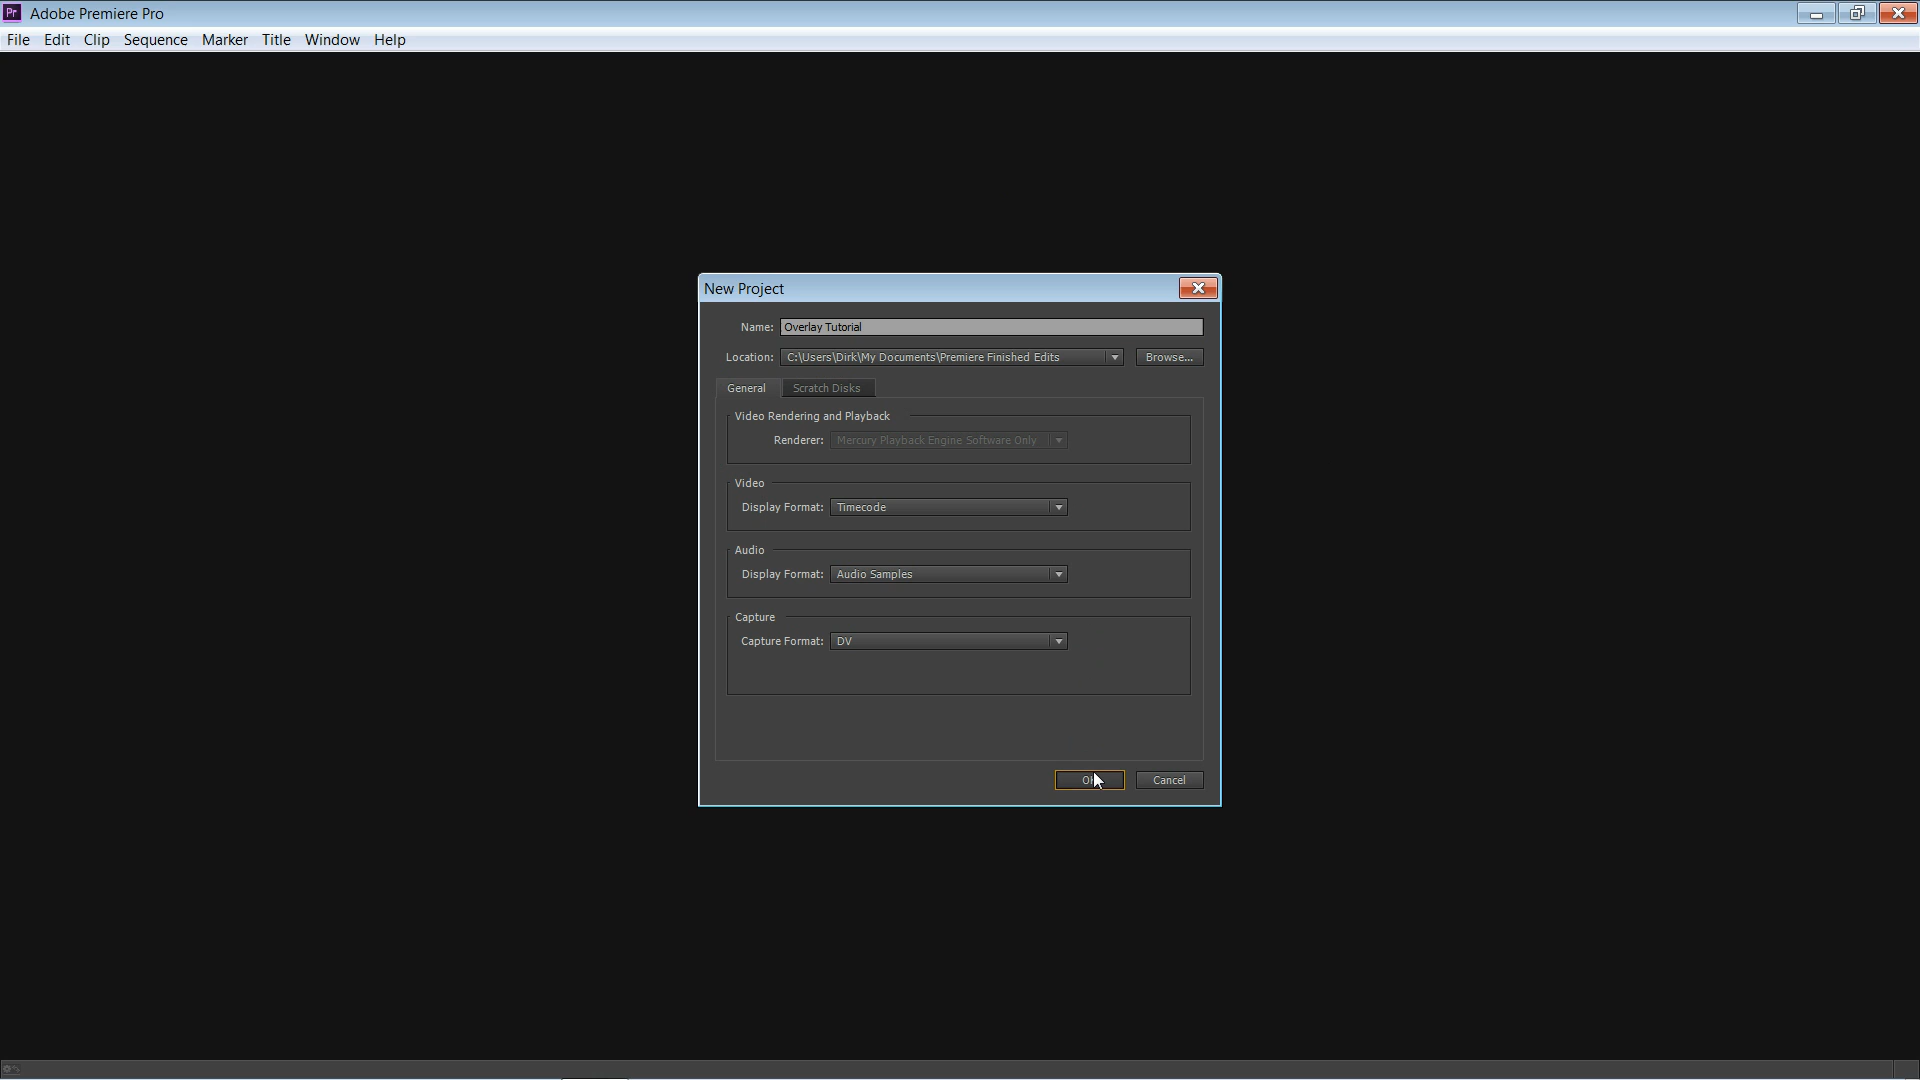 Pr Adobe Premiere Pro
File Edit Clip Sequence Marker Title Window Help
New Project
Name: Overlay Tutorial
Location: C:\Users\Dirk\My Documents\Premiere Finished Edits Browse...
General Scratch Disks
Video Rendering and Playback
Renderer: Mercury Playback Engine Software Only
Video
Display Format: Timecode
Audio
Display Format: Audio Samples
Capture
Capture Format: DV
Cancel